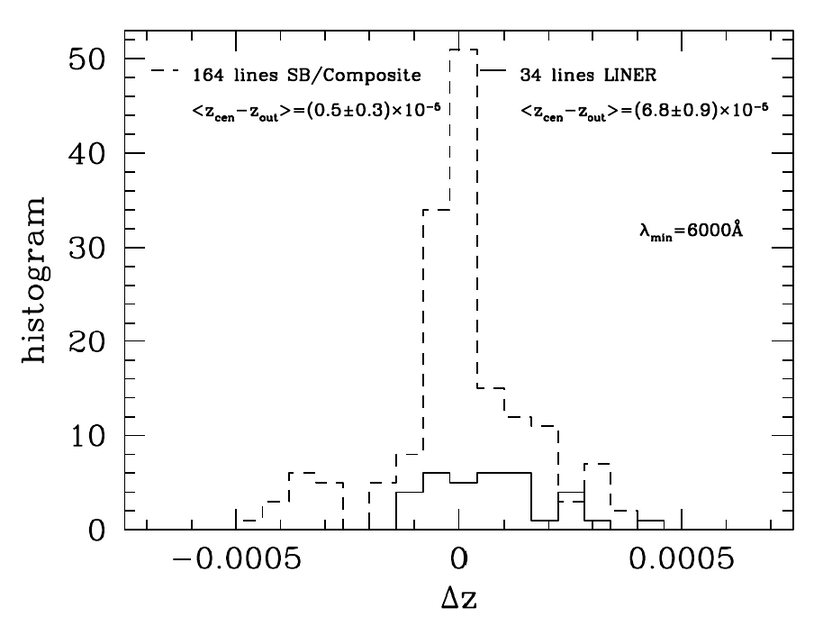 50
40
30
20
10
0
histogram
164 lines SB/Composite
<z_cen−z_out>=(0.5±0.3)×10^−5
34 lines LINER
<z_cen−z_out>=(6.8±0.9)×10^−5
λ_min=6000Å
−0.0005
0
0.0005
Δz